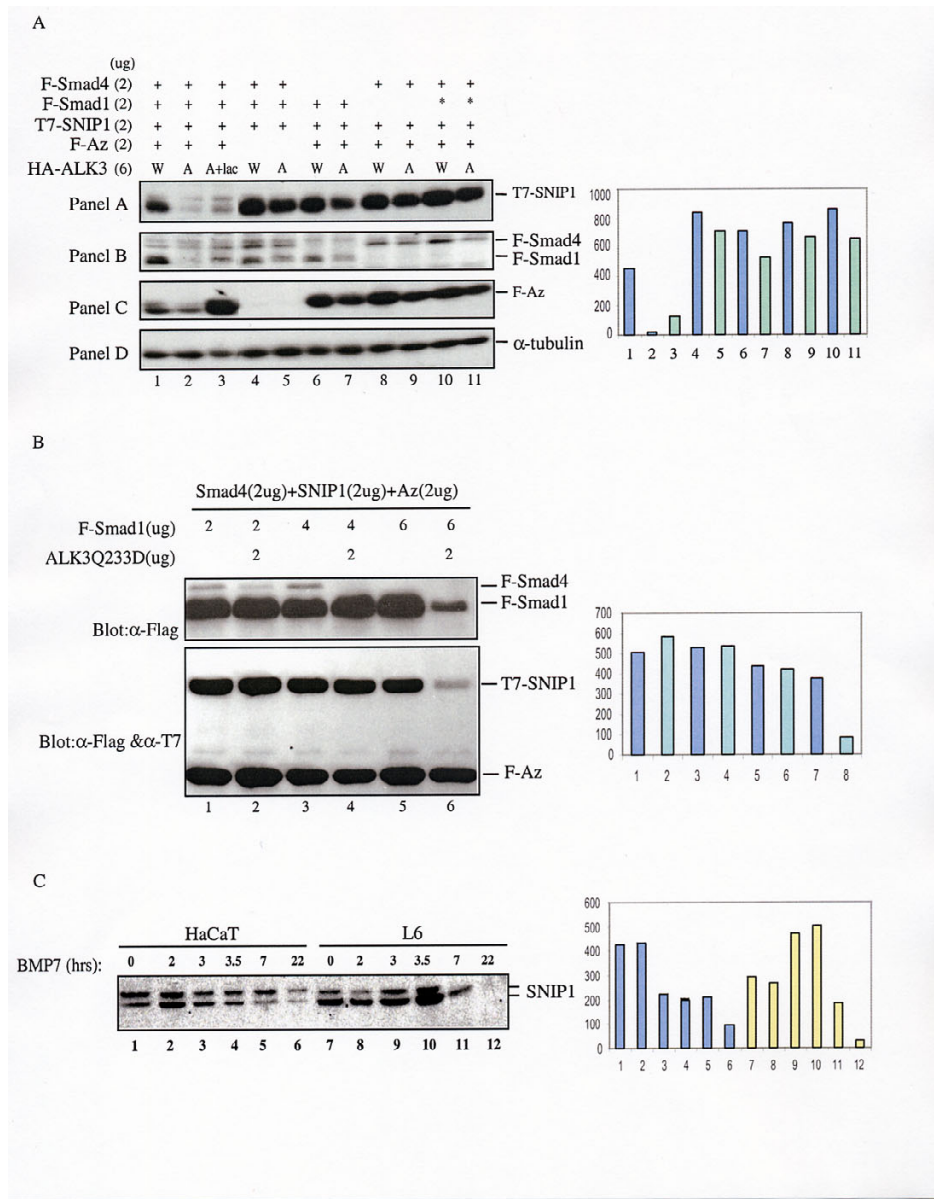 A
(ug)
F-Smad4 (2) + + + + + + + + +
F-Smad1 (2) + + + + + + + * *
T7-SNIP1 (2) + + + + + + + + + + +
F-Az (2) + + + + + + + + +
HA-ALK3 (6) W A A+lac W A W A W A W A
Panel A
T7-SNIP1
Panel B
F-Smad4
F-Smad1
Panel C
F-Az
Panel D
α-tubulin
1 2 3 4 5 6 7 8 9 10 11
1000
800
600
400
200
0
1 2 3 4 5 6 7 8 9 10 11
B
Smad4(2ug)+SNIP1(2ug)+Az(2ug)
F-Smad1(ug) 2 2 4 4 6 6
ALK3Q233D(ug) 2 2 2
F-Smad4
F-Smad1
Blot:α-Flag
T7-SNIP1
Blot:α-Flag &α-T7
F-Az
1 2 3 4 5 6
700
600
500
400
300
200
100
0
1 2 3 4 5 6 7 8
C
HaCaT L6
BMP7 (hrs): 0 2 3 3.5 7 22 0 2 3 3.5 7 22
SNIP1
1 2 3 4 5 6 7 8 9 10 11 12
600
500
400
300
200
100
0
1 2 3 4 5 6 7 8 9 10 11 12